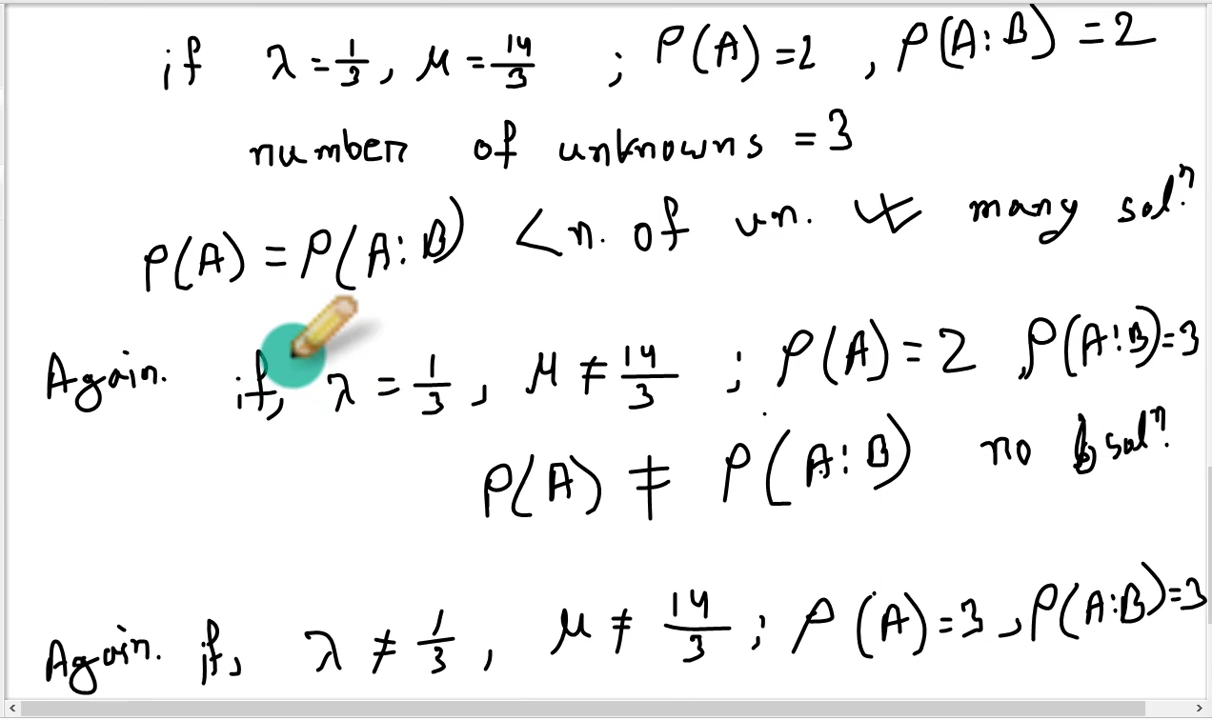 if λ = 1/3, μ = 14/3 ; ρ(A) = 2 , ρ(A:B) = 2
number of unknowns = 3
ρ(A) = ρ(A:B) < n. of un. many solⁿ.
Again. if, λ = 1/3, μ ≠ 14/3 ; ρ(A) = 2 , ρ(A:B) = 3
ρ(A) ≠ ρ(A:B) no solⁿ.
Again. if, λ ≠ 1/3, μ ≠ 14/3 ; ρ(A) = 3, ρ(A:B) = 3